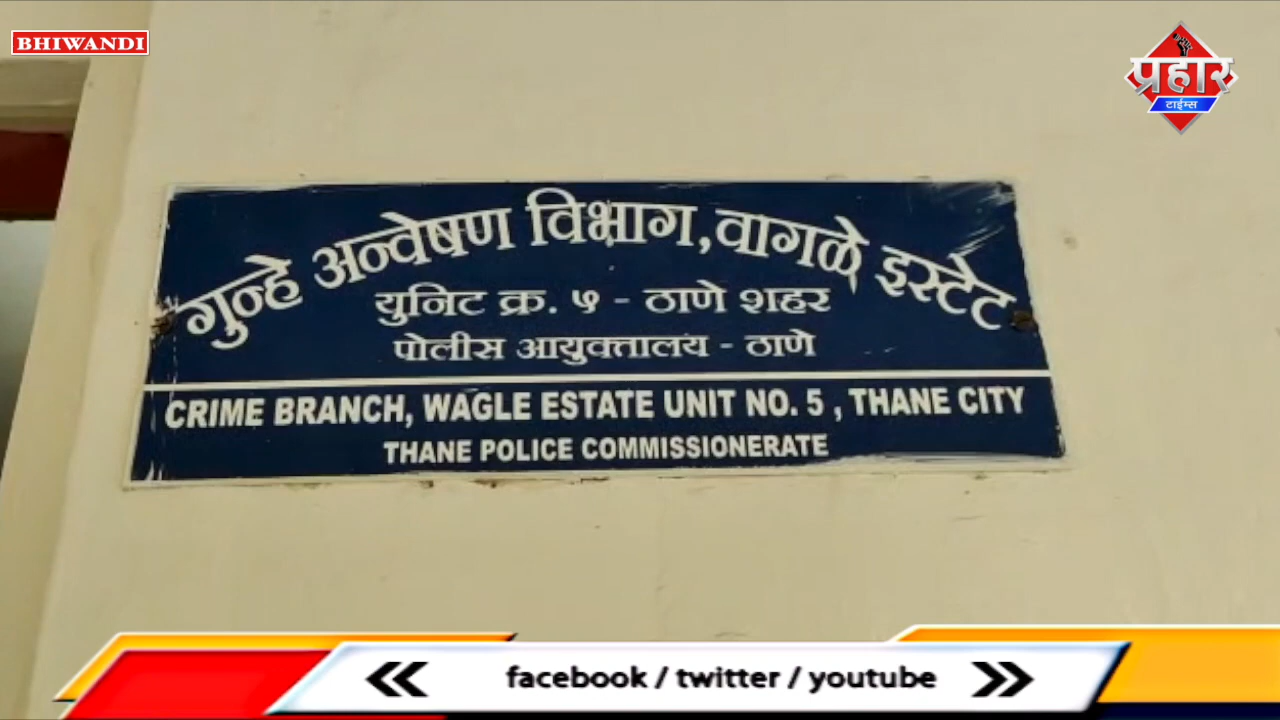 BHIWANDI
प्रहार
टाईम्स
गुन्हे अन्वेषण विभाग,वागळे इस्टेट
युनिट क्र. ५ - ठाणे शहर
पोलीस आयुक्तालय - ठाणे
CRIME BRANCH, WAGLE ESTATE UNIT NO. 5 , THANE CITY
THANE POLICE COMMISSIONERATE
facebook / twitter / youtube